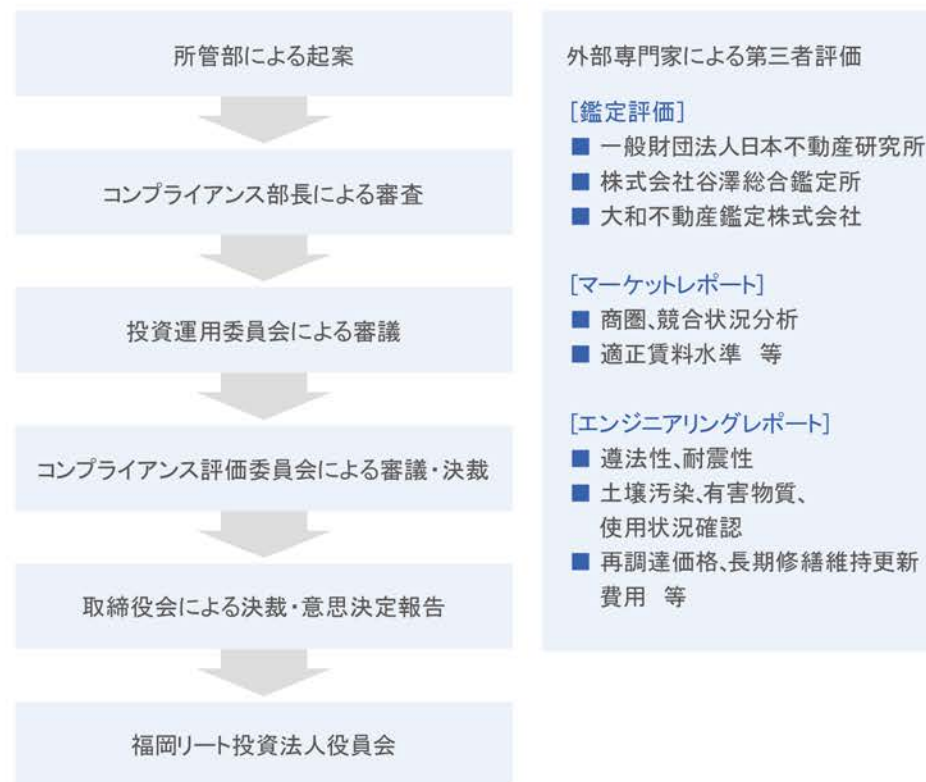 所管部による起案
コンプライアンス部長による審査
投資運用委員会による審議
コンプライアンス評価委員会による審議・決裁
取締役会による決裁・意思決定報告
福岡リート投資法人役員会
外部専門家による第三者評価
[鑑定評価]
■ 一般財団法人日本不動産研究所
■ 株式会社谷澤総合鑑定所
■ 大和不動産鑑定株式会社
[マーケットレポート]
■ 商圏、競合状況分析
■ 適正賃料水準 等
[エンジニアリングレポート]
■ 遵法性、耐震性
■ 土壌汚染、有害物質、
使用状況確認
■ 再調達価格、長期修繕維持更新
費用 等